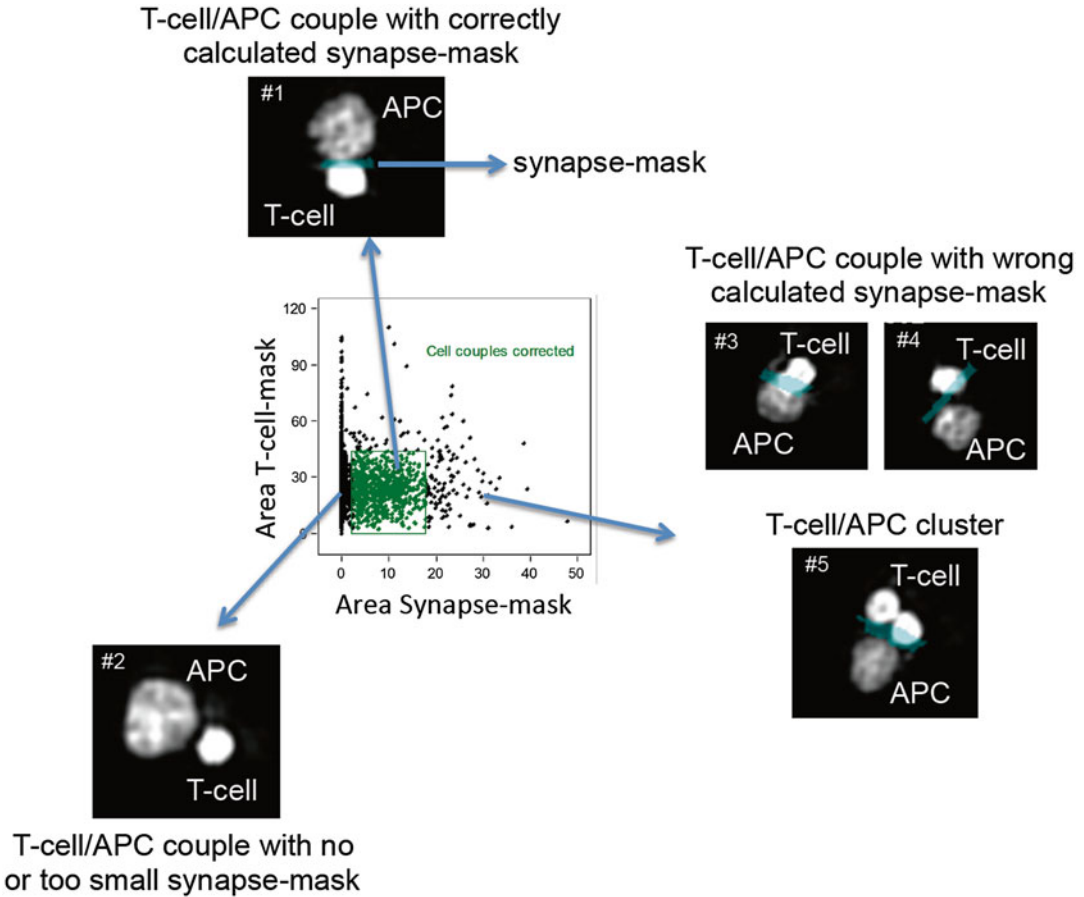 T-cell/APC couple with correctly
calculated synapse-mask
#1
APC
T-cell
synapse-mask
T-cell/APC couple with wrong
calculated synapse-mask
#3
T-cell
APC
#4
T-cell
APC
Cell couples corrected
Area T-cell-mask
120
90
60
30
0
0
10
20
30
40
50
Area Synapse-mask
T-cell/APC cluster
#5
T-cell
APC
#2
APC
T-cell
T-cell/APC couple with no
or too small synapse-mask